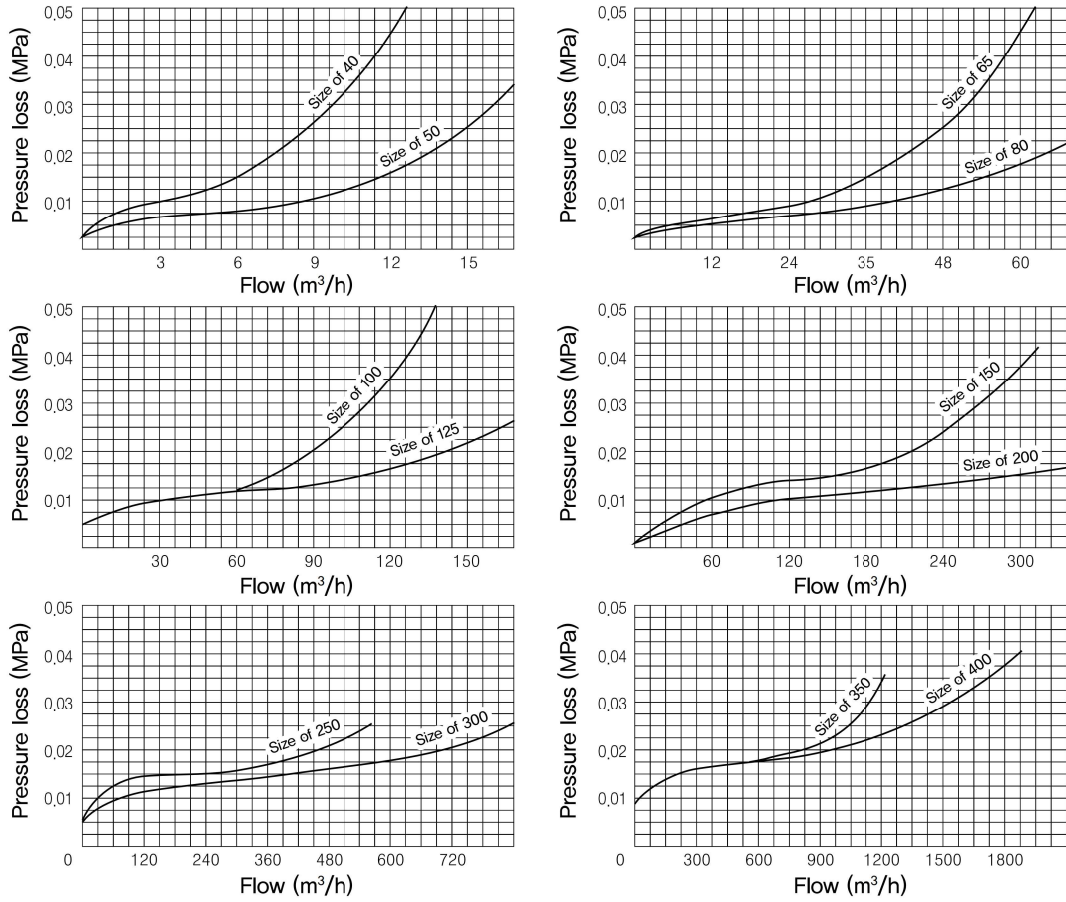 Pressure loss (MPa)
0.05
0.04
0.03
0.02
0.01
Size of 40
Size of 50
3 6 9 12 15
Flow (m³/h)
Pressure loss (MPa)
0.05
0.04
0.03
0.02
0.01
Size of 65
Size of 80
12 24 35 48 60
Flow (m³/h)
Pressure loss (MPa)
0.05
0.04
0.03
0.02
0.01
Size of 100
Size of 125
30 60 90 120 150
Flow (m³/h)
Pressure loss (MPa)
0.05
0.04
0.03
0.02
0.01
Size of 150
Size of 200
60 120 180 240 300
Flow (m³/h)
Pressure loss (MPa)
0.05
0.04
0.03
0.02
0.01
Size of 250
Size of 300
0 120 240 360 480 600 720
Flow (m³/h)
Pressure loss (MPa)
0.05
0.04
0.03
0.02
0.01
Size of 350
Size of 400
0 300 600 900 1200 1500 1800
Flow (m³/h)